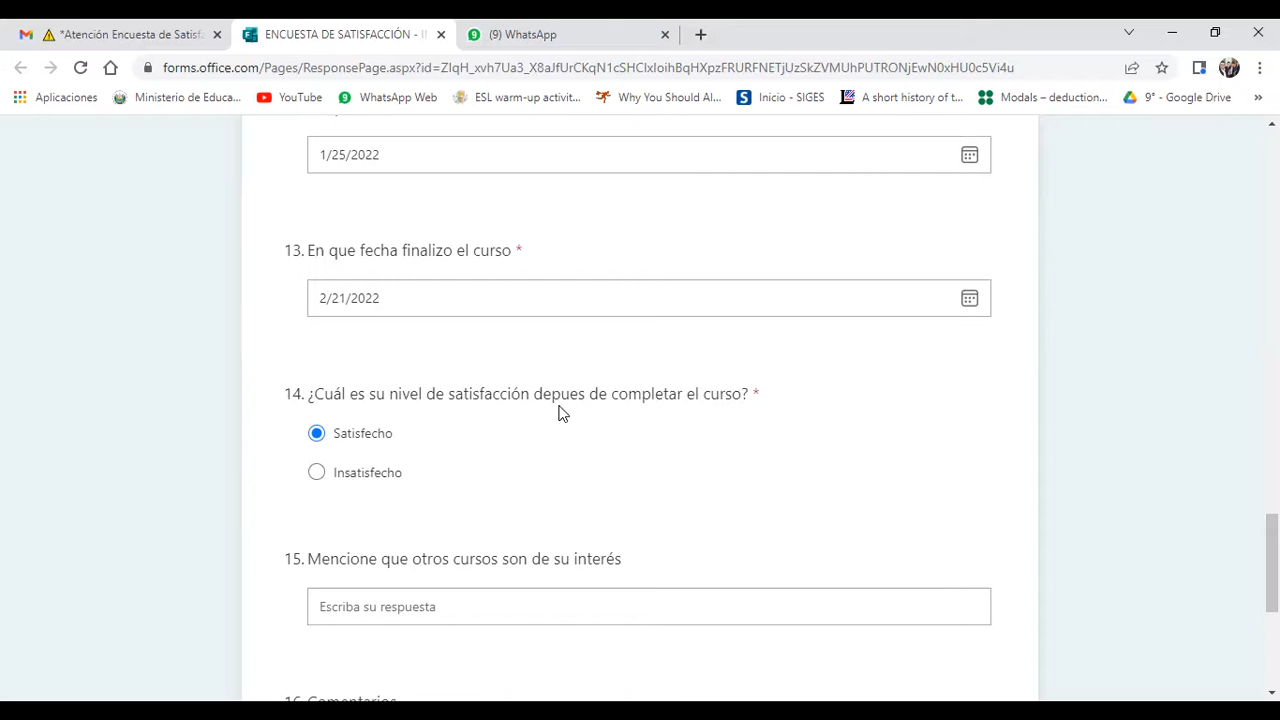 *Atención Encuesta de Satisf
ENCUESTA DE SATISFACCIÓN - I
(9) WhatsApp
forms.office.com/Pages/ResponsePage.aspx?id=ZIqH_xvh7Ua3_X8aJfUrCKqN1cSHClxIoihBqHXpzFRURFNETjUzSkZVMUhPUTRONjEwN0xHU0c5Vi4u
Aplicaciones
Ministerio de Educa...
YouTube
WhatsApp Web
ESL warm-up activit...
Why You Should Al...
Inicio - SIGES
A short history of t...
Modals – deduction...
9° - Google Drive
1/25/2022
13. En que fecha finalizo el curso *
2/21/2022
14. ¿Cuál es su nivel de satisfacción depues de completar el curso? *
Satisfecho
Insatisfecho
15. Mencione que otros cursos son de su interés
Escriba su respuesta
16. Comentarios